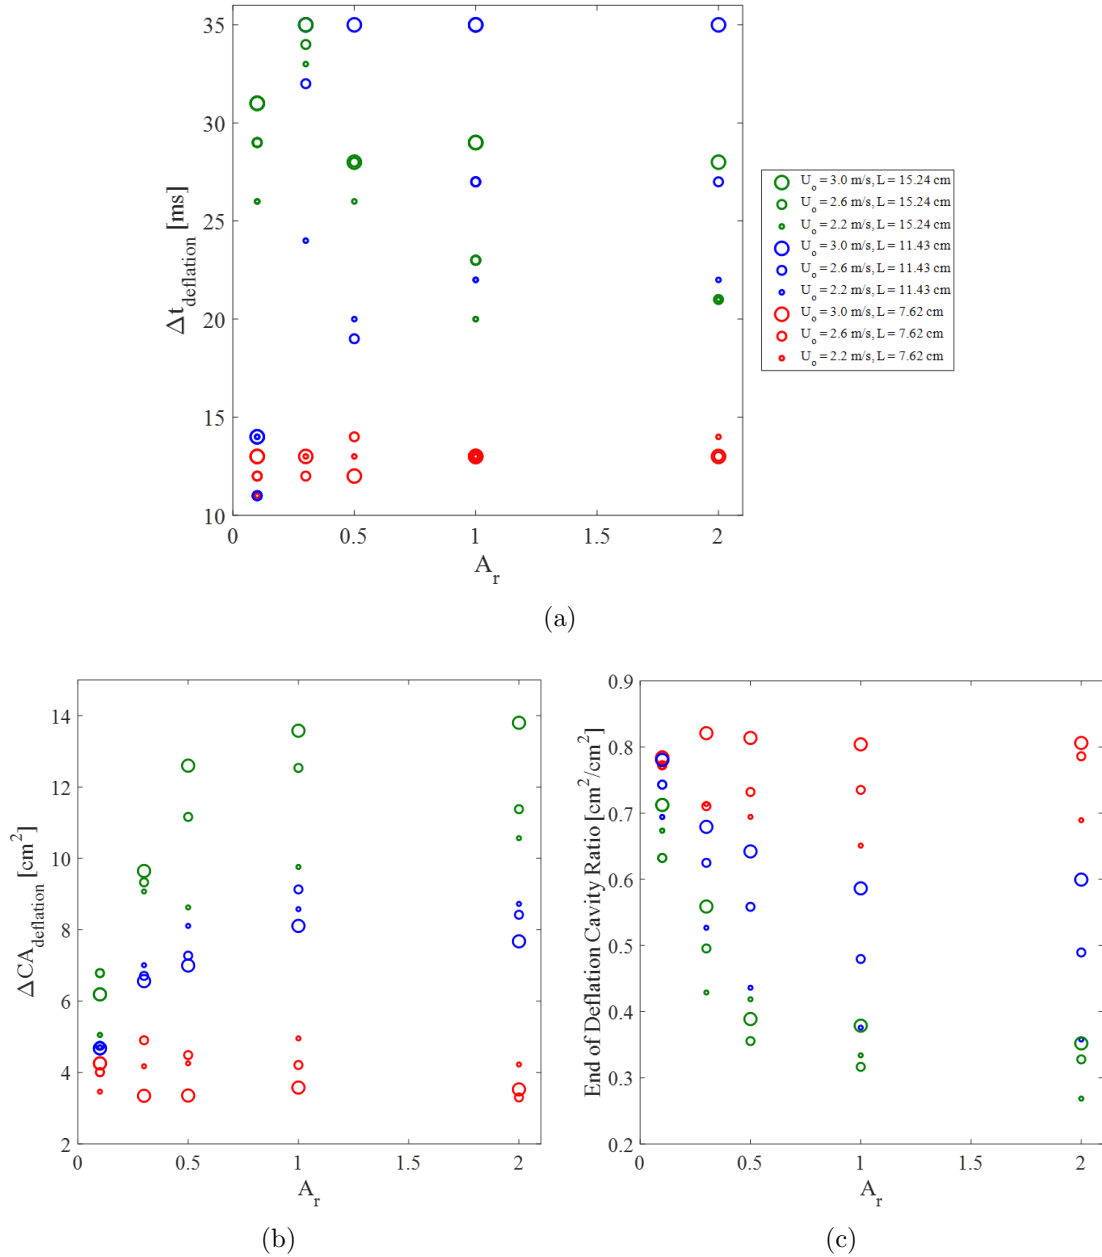 35
30
25
20
15
10
Δt_deflation [ms]
0 0.5 1 1.5 2
A_r
U_o = 3.0 m/s, L = 15.24 cm
U_o = 2.6 m/s, L = 15.24 cm
U_o = 2.2 m/s, L = 15.24 cm
U_o = 3.0 m/s, L = 11.43 cm
U_o = 2.6 m/s, L = 11.43 cm
U_o = 2.2 m/s, L = 11.43 cm
U_o = 3.0 m/s, L = 7.62 cm
U_o = 2.6 m/s, L = 7.62 cm
U_o = 2.2 m/s, L = 7.62 cm
(a)
14
12
10
8
6
4
2
ΔCA_deflation [cm²]
0 0.5 1 1.5 2
A_r
(b)
0.9
0.8
0.7
0.6
0.5
0.4
0.3
0.2
End of Deflation Cavity Ratio [cm²/cm²]
0 0.5 1 1.5 2
A_r
(c)